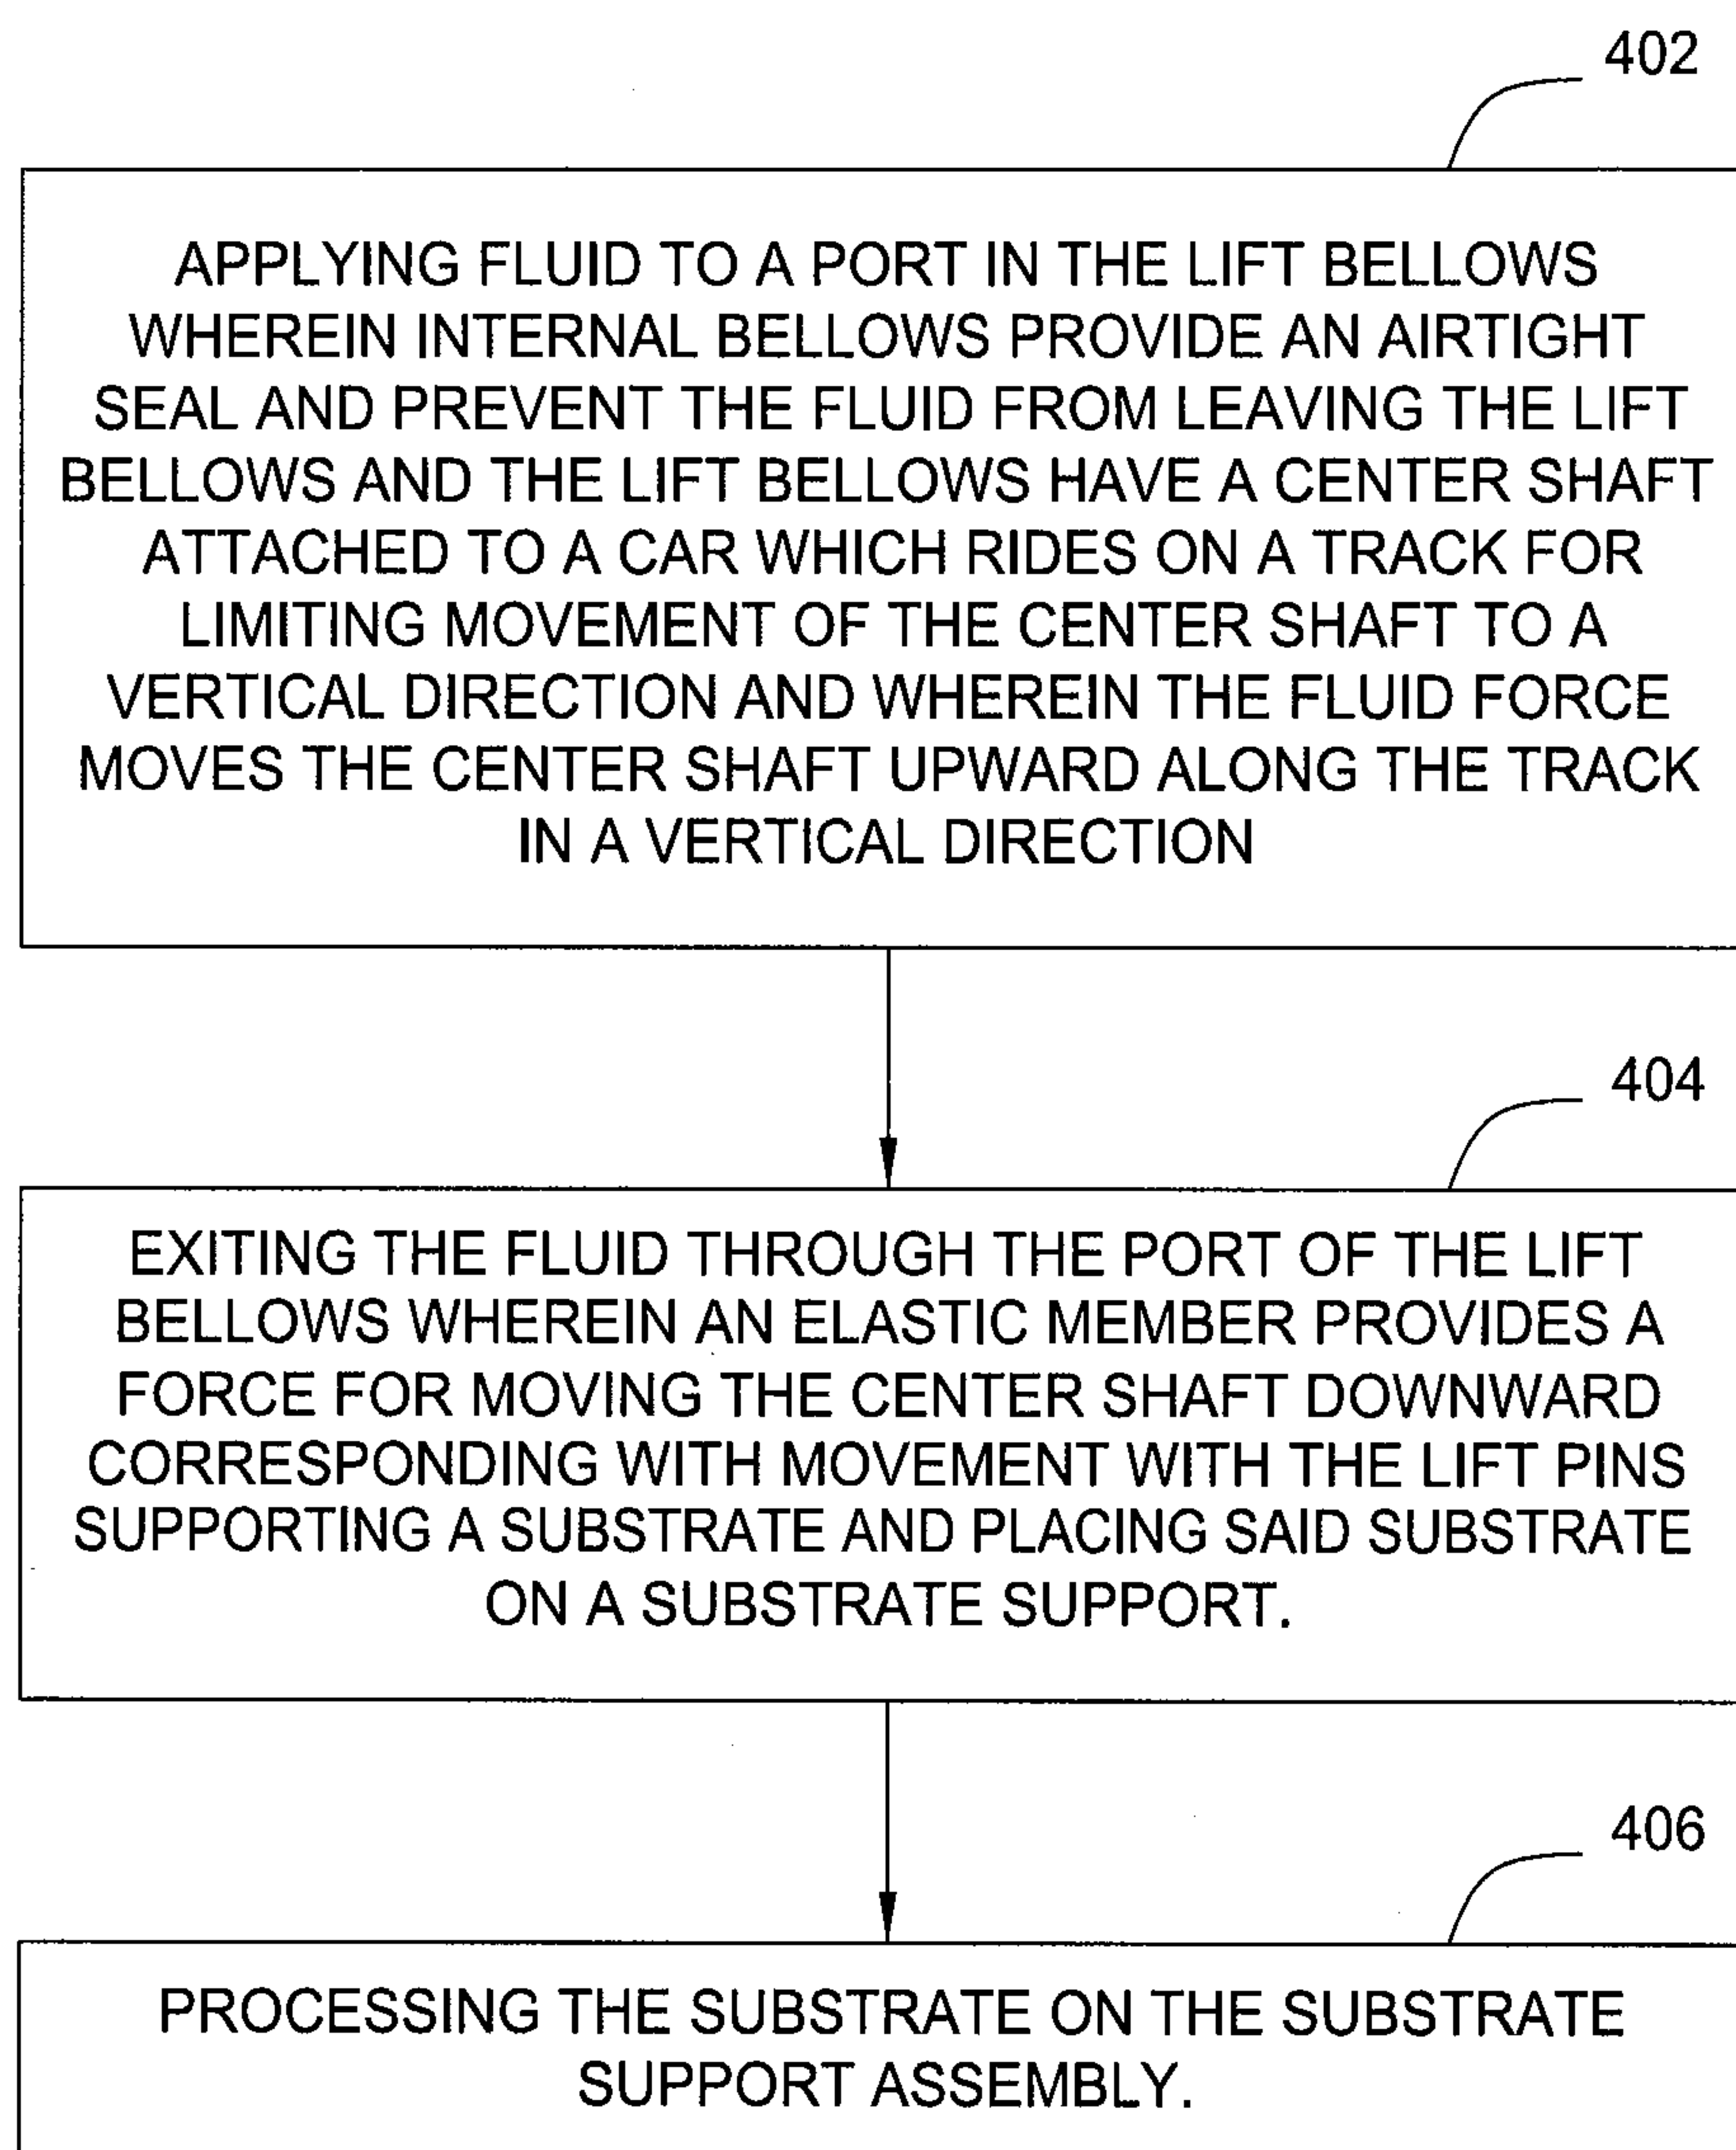 402
APPLYING FLUID TO A PORT IN THE LIFT BELLOWS
WHEREIN INTERNAL BELLOWS PROVIDE AN AIRTIGHT
SEAL AND PREVENT THE FLUID FROM LEAVING THE LIFT
BELLOWS AND THE LIFT BELLOWS HAVE A CENTER SHAFT
ATTACHED TO A CAR WHICH RIDES ON A TRACK FOR
LIMITING MOVEMENT OF THE CENTER SHAFT TO A
VERTICAL DIRECTION AND WHEREIN THE FLUID FORCE
MOVES THE CENTER SHAFT UPWARD ALONG THE TRACK
IN A VERTICAL DIRECTION
404
EXITING THE FLUID THROUGH THE PORT OF THE LIFT
BELLOWS WHEREIN AN ELASTIC MEMBER PROVIDES A
FORCE FOR MOVING THE CENTER SHAFT DOWNWARD
CORRESPONDING WITH MOVEMENT WITH THE LIFT PINS
SUPPORTING A SUBSTRATE AND PLACING SAID SUBSTRATE
ON A SUBSTRATE SUPPORT.
406
PROCESSING THE SUBSTRATE ON THE SUBSTRATE
SUPPORT ASSEMBLY.